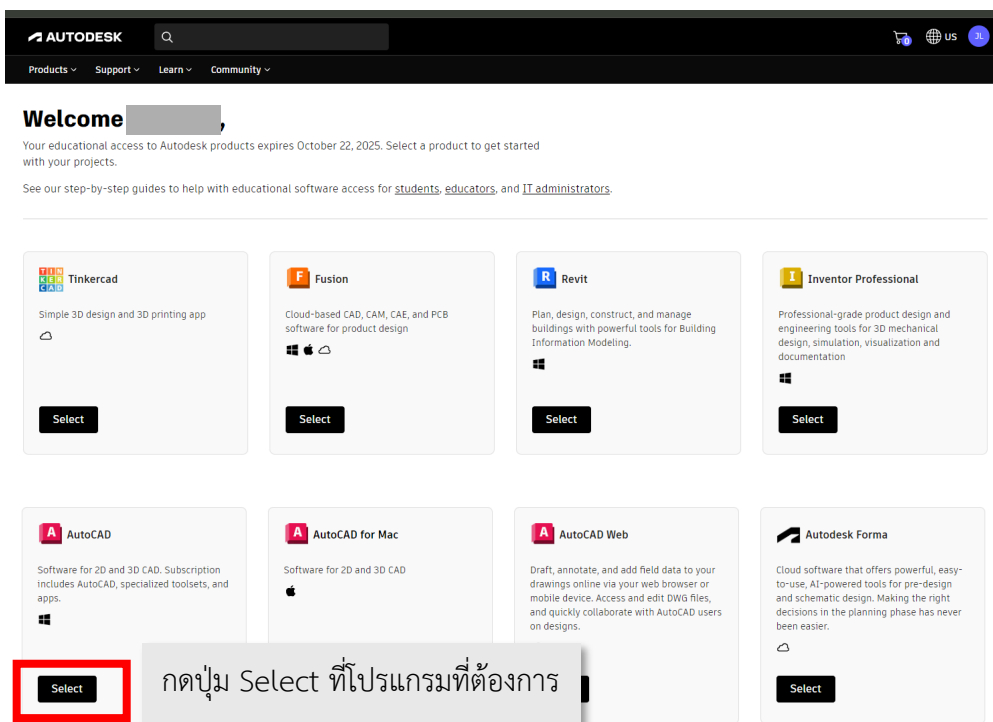 AUTODESK
0
US
JL
Products
Support
Learn
Community
Welcome ,
Your educational access to Autodesk products expires October 22, 2025. Select a product to get started
with your projects.
See our step-by-step guides to help with educational software access for students, educators, and IT administrators.
TIN
KER
CAD
Tinkercad
Simple 3D design and 3D printing app
Select
F
Fusion
Cloud-based CAD, CAM, CAE, and PCB
software for product design
Select
R
Revit
Plan, design, construct, and manage
buildings with powerful tools for Building
Information Modeling.
Select
I
Inventor Professional
Professional-grade product design and
engineering tools for 3D mechanical
design, simulation, visualization and
documentation
Select
A
AutoCAD
Software for 2D and 3D CAD. Subscription
includes AutoCAD, specialized toolsets, and
apps.
Select
A
AutoCAD for Mac
Software for 2D and 3D CAD
A
AutoCAD Web
Draft, annotate, and add field data to your
drawings online via your web browser or
mobile device. Access and edit DWG files,
and quickly collaborate with AutoCAD users
on designs.
Autodesk Forma
Cloud software that offers powerful, easy-
to-use, AI-powered tools for pre-design
and schematic design. Making the right
decisions in the planning phase has never
been easier.
Select
กดปุ่ม Select ที่โปรแกรมที่ต้องการ